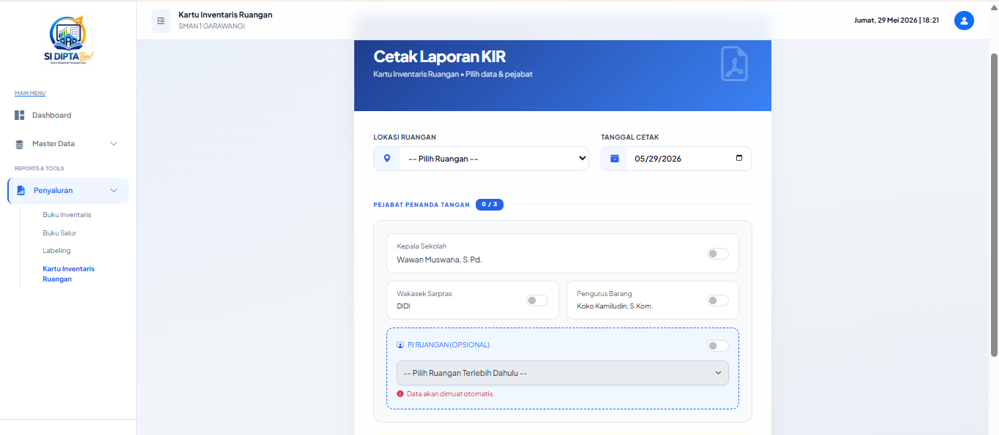 Kartu Inventaris Ruangan
SMAN 1 GARAWANGI
Jumat, 29 Mei 2026 | 18:21
SI DIPTA Beu!
MAIN MENU
Dashboard
Master Data
REPORTS & TOOLS
Penyaluran
Buku Inventaris
Buku Salur
Labeling
Kartu Inventaris
Ruangan
Cetak Laporan KIR
Kartu Inventaris Ruangan • Pilih data & pejabat
LOKASI RUANGAN
-- Pilih Ruangan --
TANGGAL CETAK
05/29/2026
PEJABAT PENANDA TANGAN 0 / 3
Kepala Sekolah
Wawan Muswana, S.Pd.
Wakasek Sarpras
DIDI
Pengurus Barang
Koko Kamiludin, S.Kom.
PJ RUANGAN (OPSIONAL)
-- Pilih Ruangan Terlebih Dahulu --
Data akan dimuat otomatis.